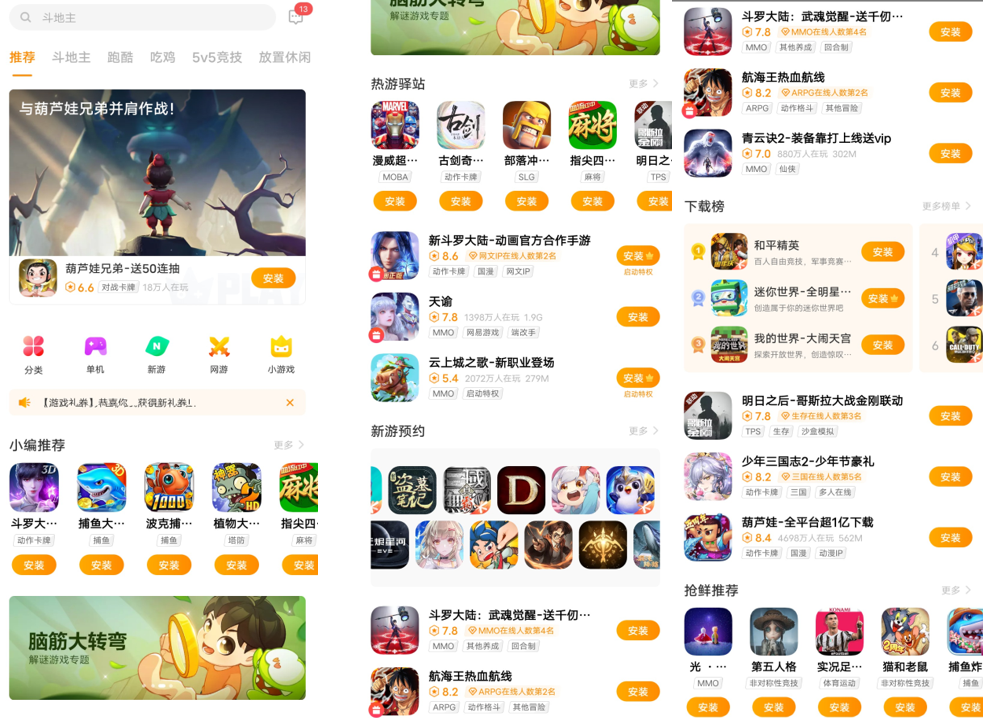 斗地主
13
推荐
斗地主
跑酷
吃鸡
5v5竞技
放置休闲
与葫芦娃兄弟并肩作战！
葫芦娃兄弟-送50连抽
6.6 对战卡牌 18万人在玩
安装
分类
单机
新游
网游
小游戏
小编推荐
更多
3D
3D
1000
神器
HD
斗罗大…
捕鱼大…
波克捕…
植物大…
指尖四…
动作卡牌
捕鱼
捕鱼
塔防
麻将
安装
安装
安装
安装
安装
脑筋大转弯
解谜游戏专题
脑筋大转弯
解谜游戏专题
热游驿站
更多
MARVEL
古剑
麻将
漫威超…
古剑奇…
部落冲…
指尖四…
明日之
MOBA
动作卡牌
SLG
麻将
TPS
安装
安装
安装
安装
安装
新斗罗大陆-动画官方合作手游
8.6 网文IP在线人数第2名
动作卡牌 国漫 网文IP
安装
启动特权
天谕
7.8 1398万人在玩 1.9G
MMO 网易游戏 端改手
安装
云上城之歌-新职业登场
5.4 2072万人在玩 279M
MMO 启动特权
安装
启动特权
新游预约
更多
盗墓笔记
D
EVE
斗罗大陆：武魂觉醒-送千仞…
7.8 MMO在线人数第4名
MMO 其他养成 回合制
安装
航海王热血航线
8.2 ARPG在线人数第2名
ARPG 动作格斗 其他冒险
安装
斗罗大陆：武魂觉醒-送千仞…
7.8 MMO在线人数第4名
MMO 其他养成 回合制
安装
航海王热血航线
8.2 ARPG在线人数第2名
ARPG 动作格斗 其他冒险
安装
青云诀2-装备靠打上线送vip
7.0 880万人在玩 302M
MMO 仙侠
安装
下载榜
更多榜单
1
和平精英
百人自由竞技，军事竞赛…
安装
2
迷你世界-全明星…
创造属于你的迷你世界吧
安装
3
我的世界-大闹天宫
探索开放世界，创造惊叹…
安装
4
5
6
CALL·DUTY
明日之后-哥斯拉大战金刚联动
7.8 生存在线人数第3名
TPS 生存 沙盒模拟
安装
少年三国志2-少年节豪礼
8.2 三国在线人数第5名
动作卡牌 三国 多人在线
安装
葫芦娃-全平台超1亿下载
8.4 4698万人在玩 562M
动作卡牌 国漫 动漫IP
安装
抢鲜推荐
更多
KONAMI
2周年
光 · …
第五人格
实况足…
猫和老鼠
捕鱼炸
MMO
非对称性竞技
体育运动
非对称性竞技
捕鱼
安装
安装
安装
安装
安装